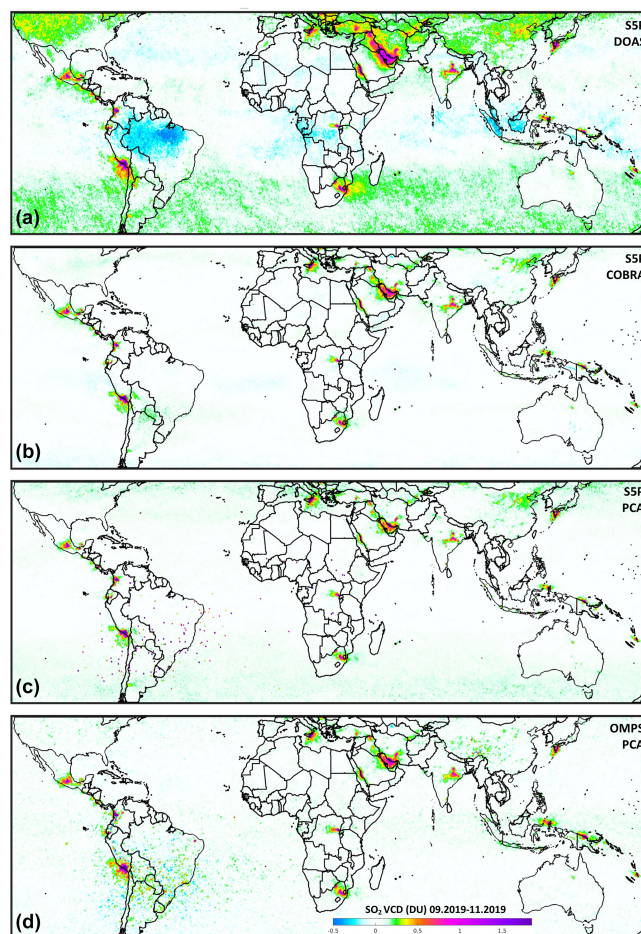 S5P
DOAS
(a)
S5P
COBRA
(b)
S5P
PCA
(c)
OMPS
PCA
(d)
SO₂ VCD (DU) 09.2019-11.2019
-0.5 0 0.5 1 1.5